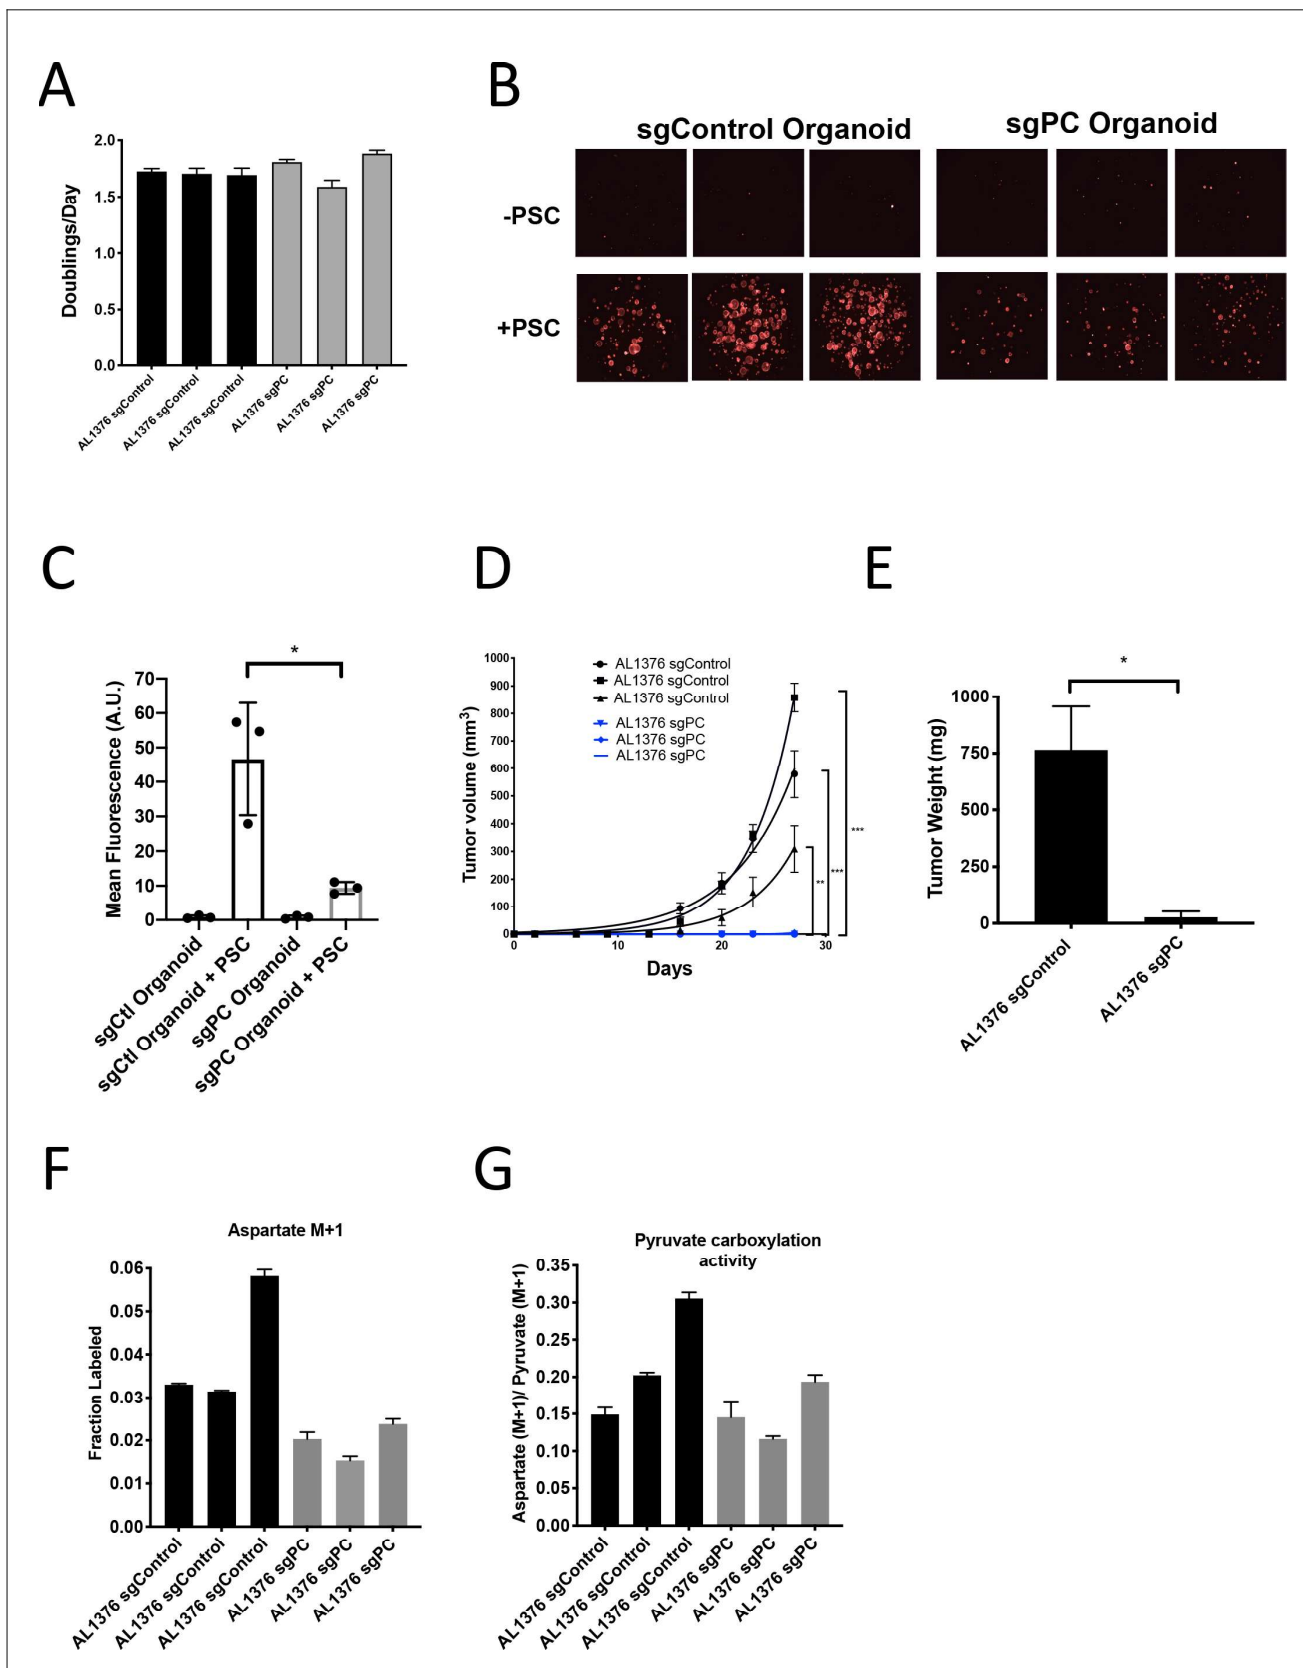 A
2.0
1.5
1.0
0.5
0.0
Doublings/Day
AL1376 sgControl
AL1376 sgControl
AL1376 sgControl
AL1376 sgPC
AL1376 sgPC
AL1376 sgPC
B
sgControl Organoid
sgPC Organoid
-PSC
+PSC
C
*
70
60
50
40
30
20
10
0
Mean Fluorescence (A.U.)
sgCtl Organoid
sgCtl Organoid + PSC
sgPC Organoid
sgPC Organoid + PSC
D
1000
900
800
700
600
500
400
300
200
100
0
Tumor volume (mm³)
0
10
20
30
Days
AL1376 sgControl
AL1376 sgControl
AL1376 sgControl
AL1376 sgPC
AL1376 sgPC
AL1376 sgPC
**
***
***
E
*
1000
750
500
250
0
Tumor Weight (mg)
AL1376 sgControl
AL1376 sgPC
F
Aspartate M+1
0.06
0.05
0.04
0.03
0.02
0.01
0.00
Fraction Labeled
AL1376 sgControl
AL1376 sgControl
AL1376 sgControl
AL1376 sgPC
AL1376 sgPC
AL1376 sgPC
G
Pyruvate carboxylation
activity
0.35
0.30
0.25
0.20
0.15
0.10
0.05
0.00
Aspartate (M+1)/ Pyruvate (M+1)
AL1376 sgControl
AL1376 sgControl
AL1376 sgControl
AL1376 sgPC
AL1376 sgPC
AL1376 sgPC